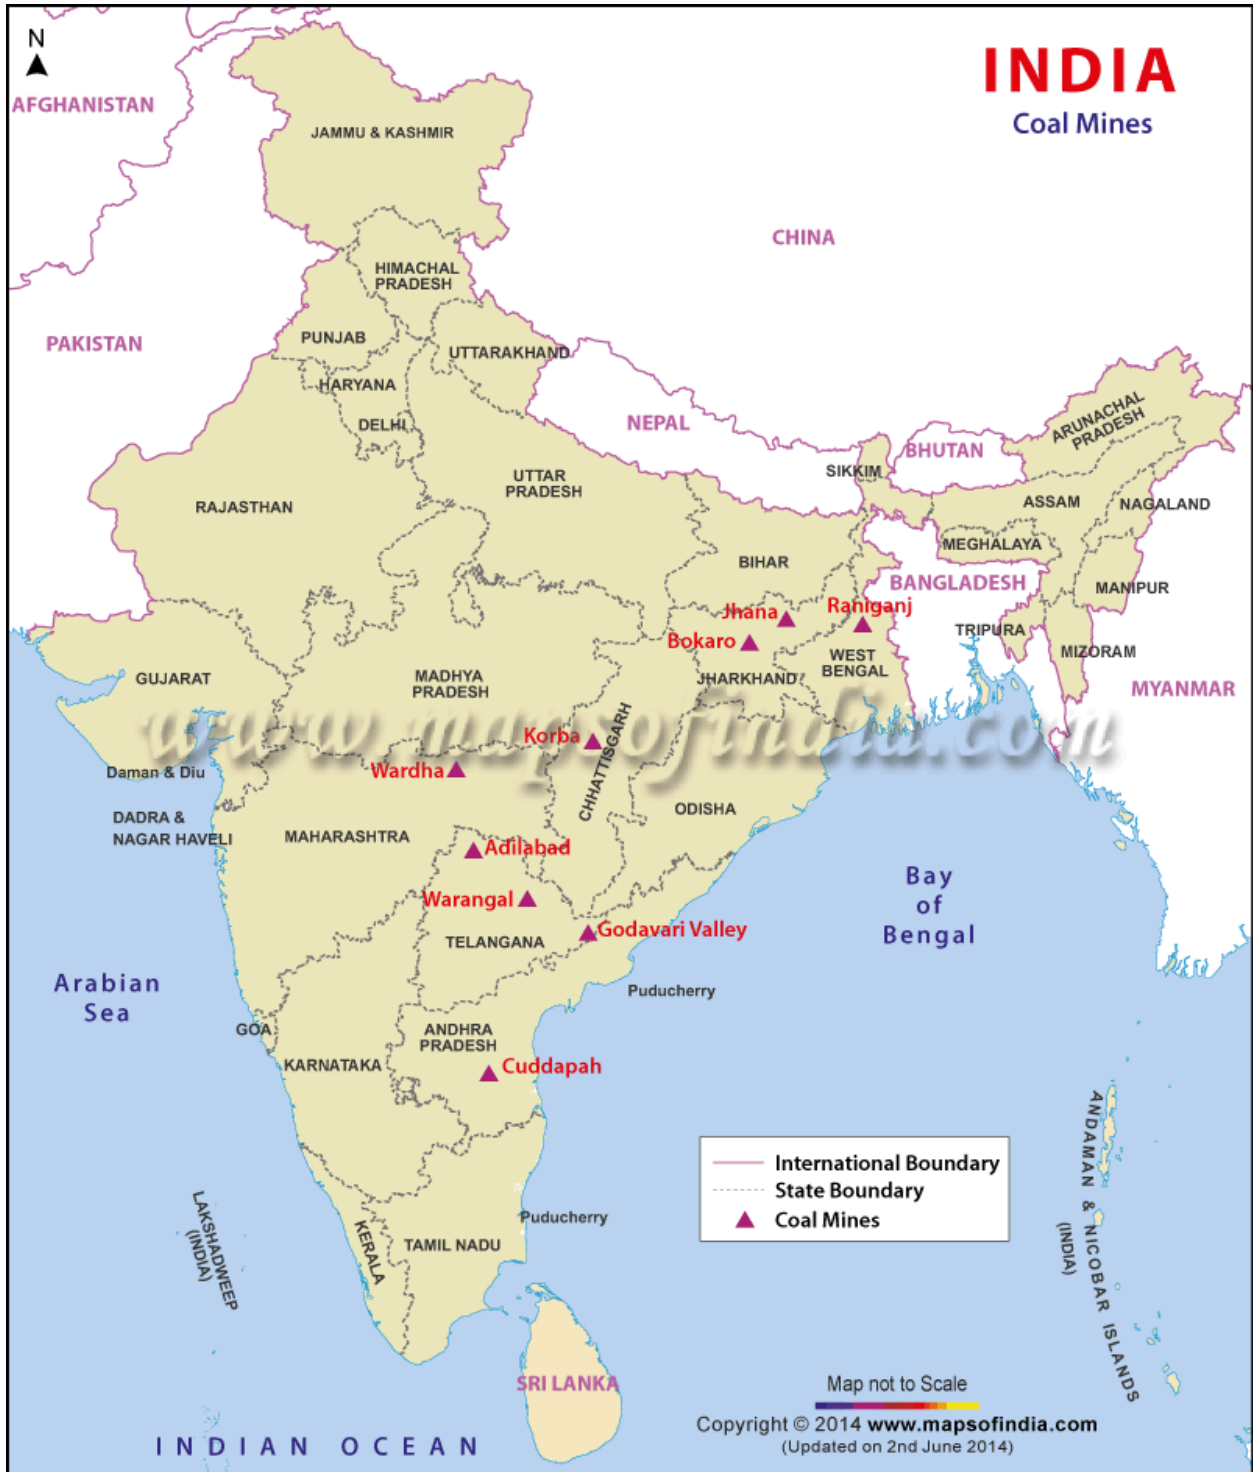 N
INDIA
Coal Mines
AFGHANISTAN
JAMMU & KASHMIR
CHINA
HIMACHAL
PRADESH
PAKISTAN
PUNJAB
UTTARAKHAND
HARYANA
DELHI
NEPAL
BHUTAN
ARUNACHAL
PRADESH
SIKKIM
RAJASTHAN
UTTAR
PRADESH
ASSAM
NAGALAND
MEGHALAYA
BIHAR
BANGLADESH
MANIPUR
Jhana
Raniganj
Bokaro
TRIPURA
MIZORAM
WEST
BENGAL
GUJARAT
MADHYA
PRADESH
JHARKHAND
MYANMAR
www.mapsofindia.com
Korba
CHHATTISGARH
Wardha
Daman & Diu
DADRA &
NAGAR HAVELI
MAHARASHTRA
ODISHA
Adilabad
Warangal
Godavari Valley
TELANGANA
Bay
of
Bengal
Arabian
Sea
Puducherry
GOA
ANDHRA
PRADESH
KARNATAKA
Cuddapah
International Boundary
State Boundary
Coal Mines
ANDAMAN & NICOBAR ISLANDS
(INDIA)
LAKSHADWEEP
(INDIA)
KERALA
TAMIL NADU
Puducherry
SRI LANKA
Map not to Scale
Copyright © 2014 www.mapsofindia.com
(Updated on 2nd June 2014)
INDIAN OCEAN